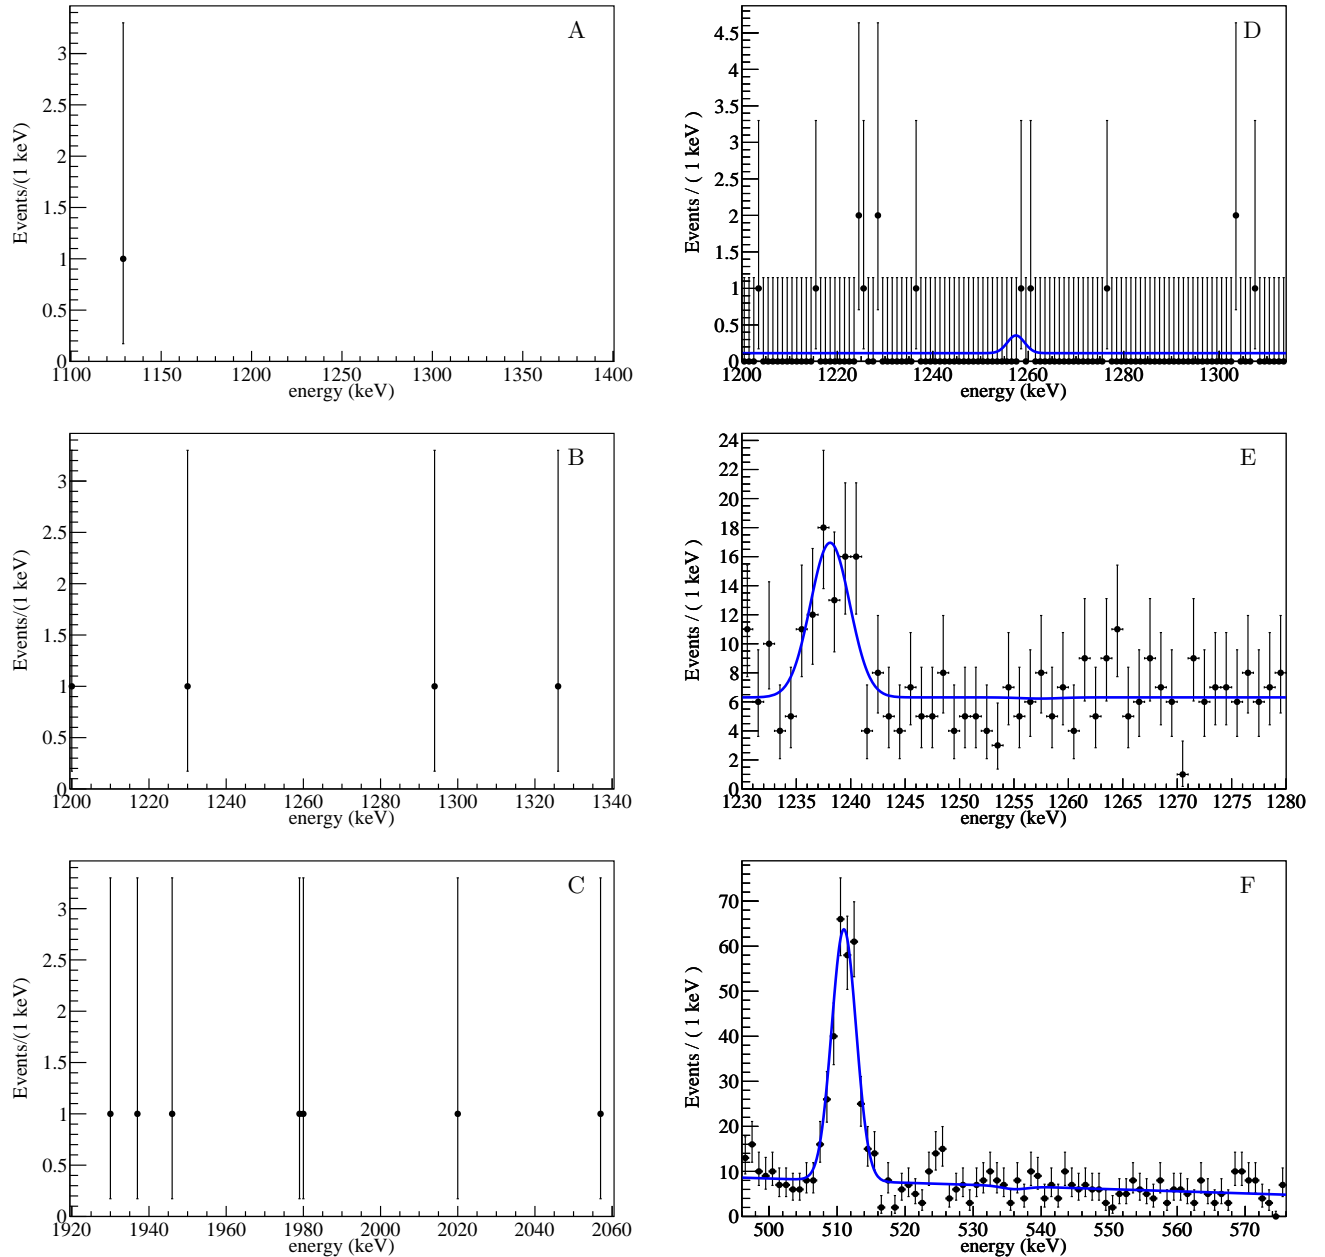 A
3
2.5
2
1.5
1
0.5
0
Events/(1 keV)
1100 1150 1200 1250 1300 1350 1400
energy (keV)
D
4.5
4
3.5
3
2.5
2
1.5
1
0.5
0
Events / ( 1 keV )
1200 1220 1240 1260 1280 1300
energy (keV)
B
3
2.5
2
1.5
1
0.5
0
Events/(1 keV)
1200 1220 1240 1260 1280 1300 1320 1340
energy (keV)
E
24
22
20
18
16
14
12
10
8
6
4
2
0
Events / ( 1 keV )
1230 1235 1240 1245 1250 1255 1260 1265 1270 1275 1280
energy (keV)
C
3
2.5
2
1.5
1
0.5
0
Events/(1 keV)
1920 1940 1960 1980 2000 2020 2040 2060
energy (keV)
F
70
60
50
40
30
20
10
0
Events / ( 1 keV )
500 510 520 530 540 550 560 570
energy (keV)